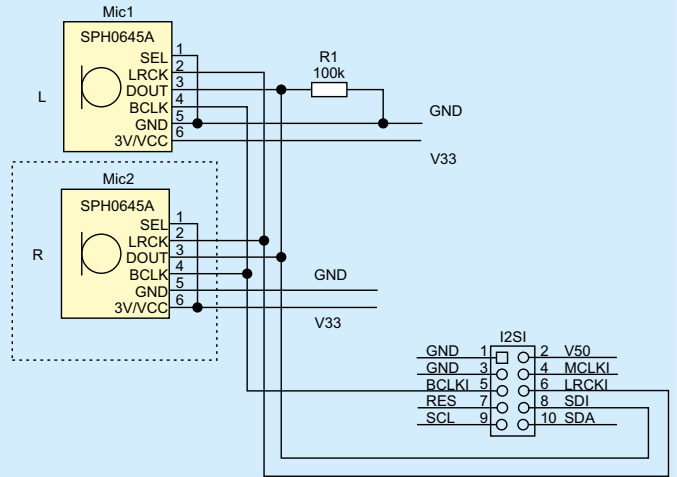 Mic1
SPH0645A
L
SEL 1
LRCK 2
DOUT 3
BCLK 4
GND 5
3V/VCC 6
R1
100k
GND
V33
Mic2
SPH0645A
R
SEL 1
LRCK 2
DOUT 3
BCLK 4
GND 5
3V/VCC 6
GND
V33
I2SI
GND 1 2 V50
GND 3 4 MCLKI
BCLKI 5 6 LRCKI
RES 7 8 SDI
SCL 9 10 SDA